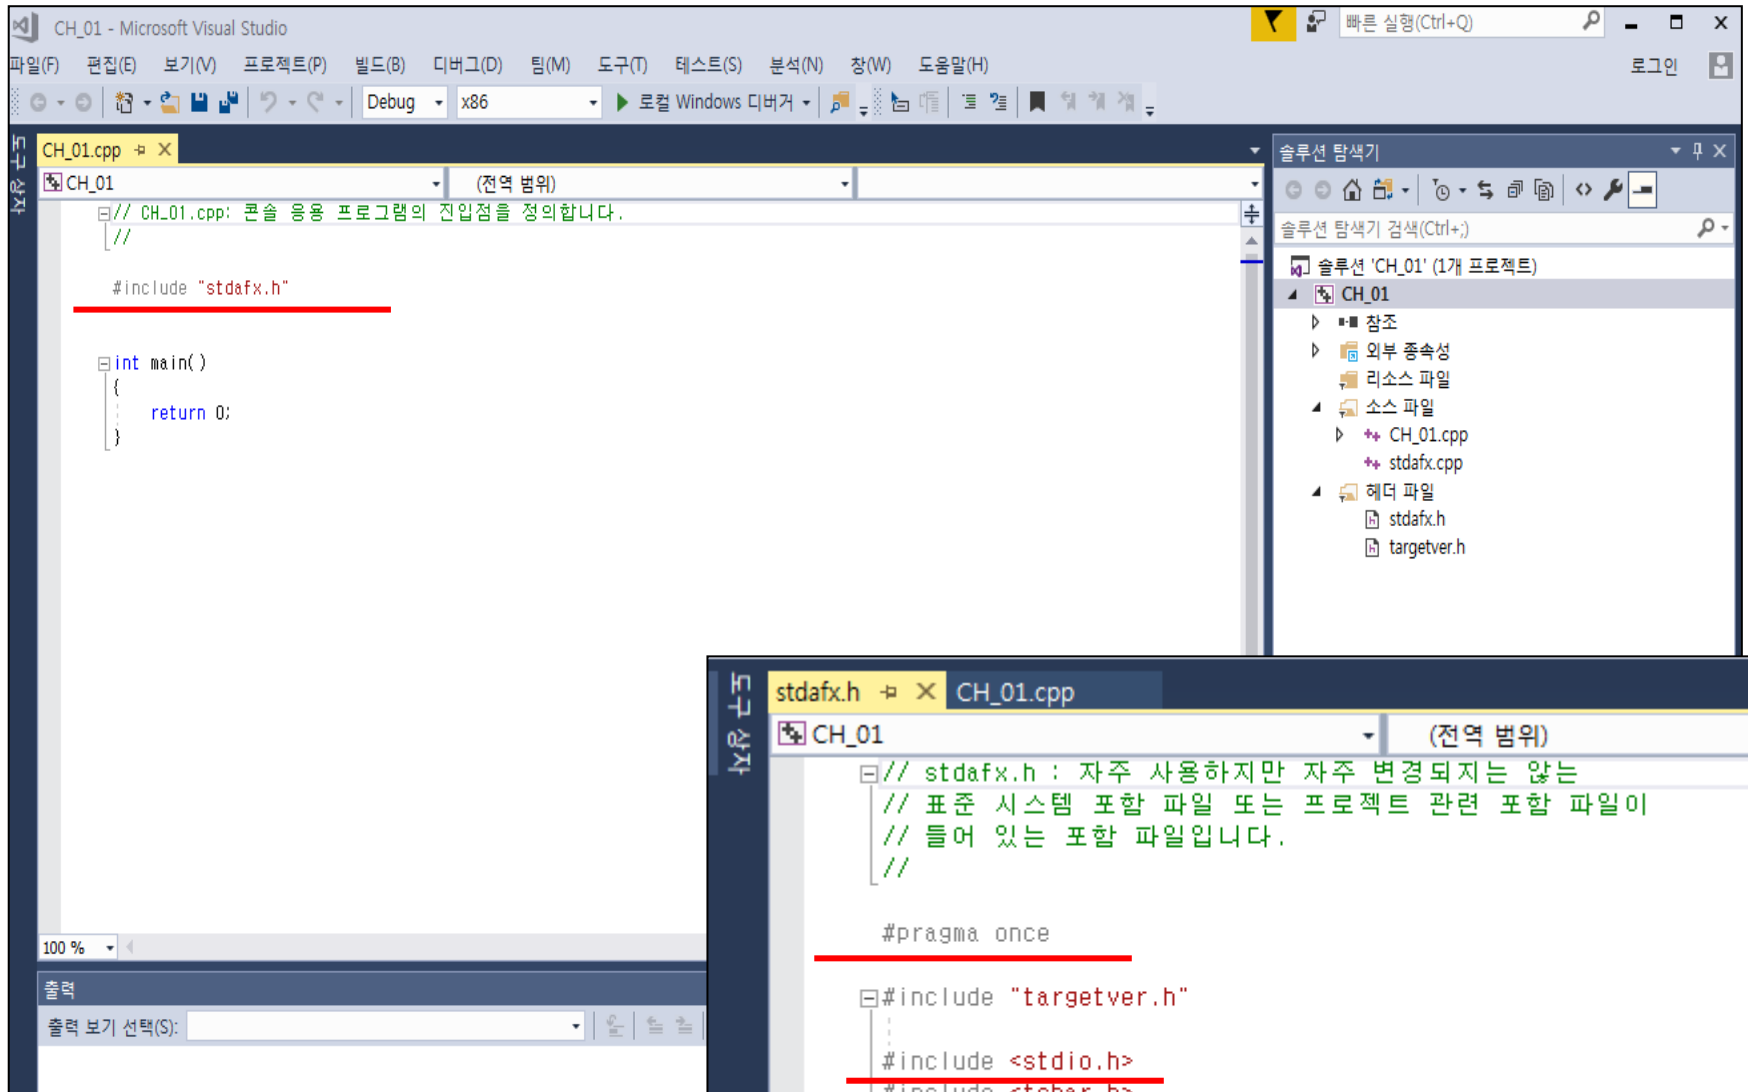 CH_01 - Microsoft Visual Studio
빠른 실행(Ctrl+Q)
파일(F) 편집(E) 보기(V) 프로젝트(P) 빌드(B) 디버그(D) 팀(M) 도구(T) 테스트(S) 분석(N) 창(W) 도움말(H)
로그인
Debug x86 로컬 Windows 디버거
도구 상자
CH_01.cpp
CH_01 (전역 범위)
// CH_01.cpp: 콘솔 응용 프로그램의 진입점을 정의합니다.
//
#include "stdafx.h"
int main()
{
return 0;
}
100 %
출력
출력 보기 선택(S):
솔루션 탐색기
솔루션 탐색기 검색(Ctrl+;)
솔루션 'CH_01' (1개 프로젝트)
CH_01
참조
외부 종속성
리소스 파일
소스 파일
CH_01.cpp
stdafx.cpp
헤더 파일
stdafx.h
targetver.h
도구 상자
stdafx.h CH_01.cpp
CH_01 (전역 범위)
// stdafx.h : 자주 사용하지만 자주 변경되지는 않는
// 표준 시스템 포함 파일 또는 프로젝트 관련 포함 파일이
// 들어 있는 포함 파일입니다.
//
#pragma once
#include "targetver.h"
#include <stdio.h>
#include <tchar.h>